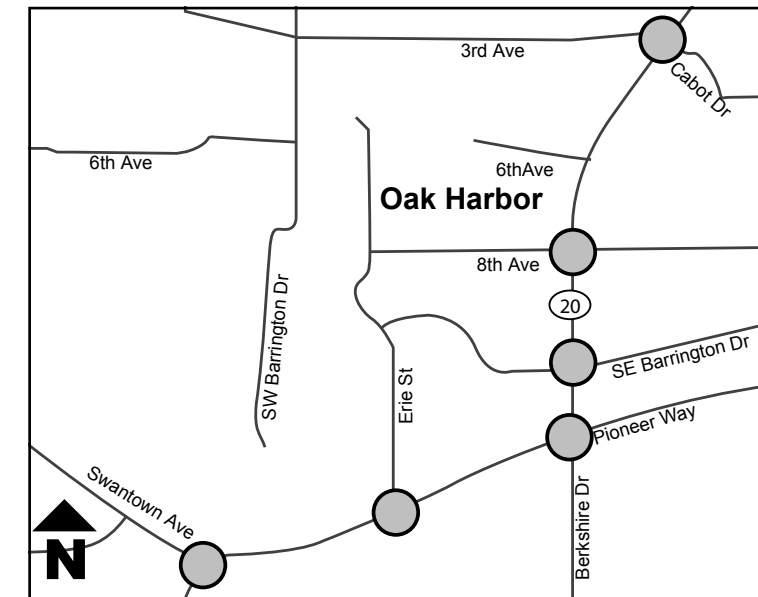 3rd Ave
Cabot Dr
6th Ave
6thAve
Oak Harbor
8th Ave
20
SW Barrington Dr
SE Barrington Dr
Erie St
Pioneer Way
Swantown Ave
Berkshire Dr
N